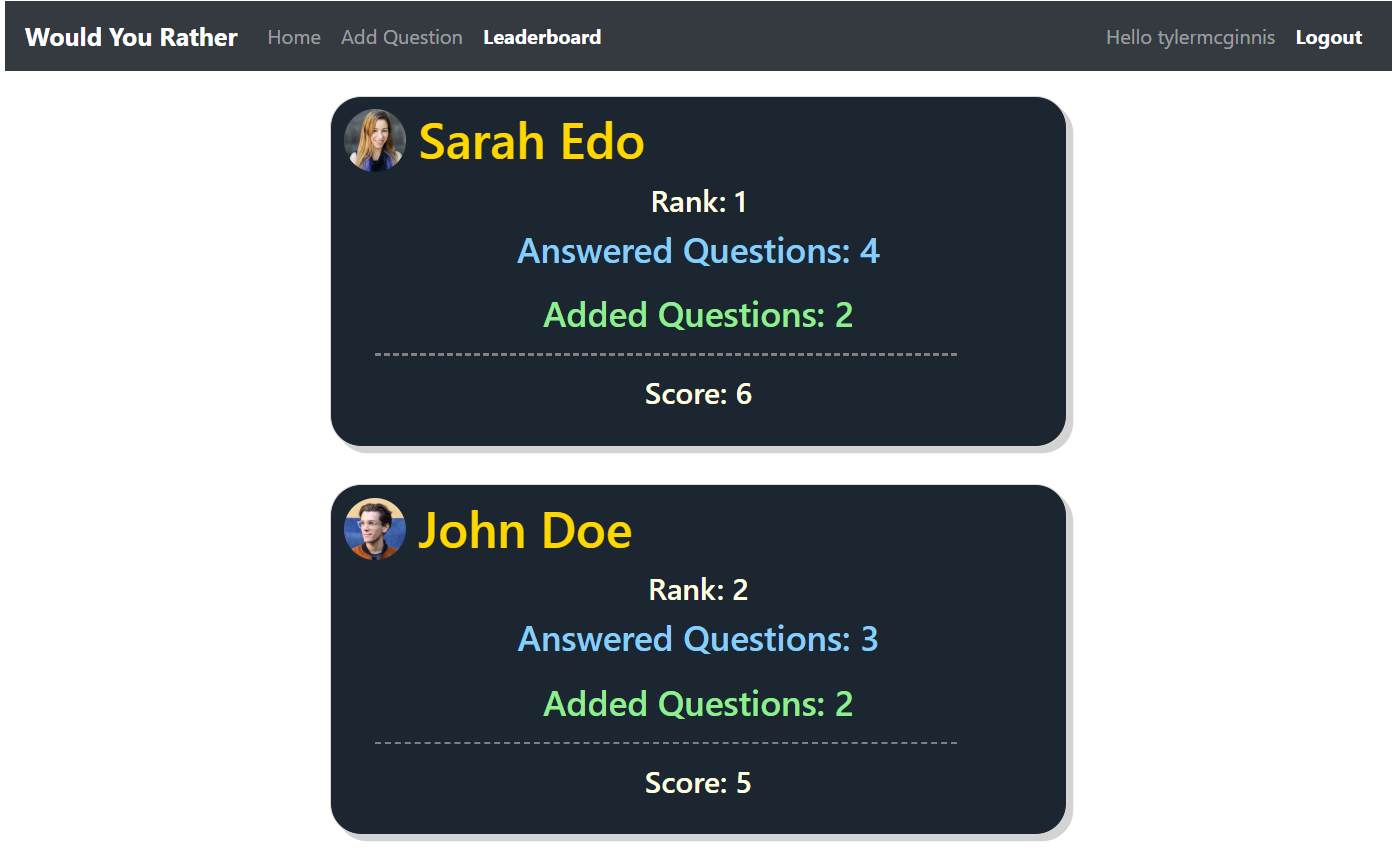 Would You Rather Home Add Question Leaderboard Hello tylermcginnis Logout
Sarah Edo
Rank: 1
Answered Questions: 4
Added Questions: 2
Score: 6
John Doe
Rank: 2
Answered Questions: 3
Added Questions: 2
Score: 5